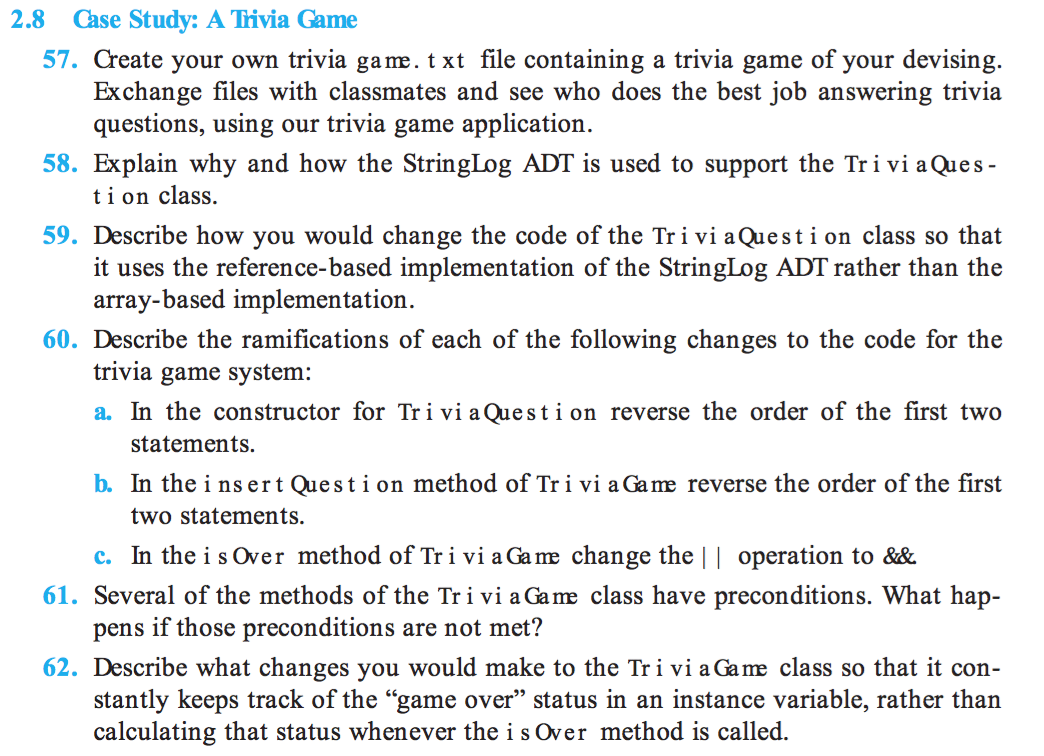 2.8 Case Study: A Trivia Game
57. Create your own trivia game.txt file containing a trivia game of your devising.
Exchange files with classmates and see who does the best job answering trivia
questions, using our trivia game application.
58. Explain why and how the StringLog ADT is used to support the TriviaQues-
tion class.
59. Describe how you would change the code of the TriviaQuestion class so that
it uses the reference-based implementation of the StringLog ADT rather than the
array-based implementation.
60. Describe the ramifications of each of the following changes to the code for the
trivia game system:
a. In the constructor for TriviaQuestion reverse the order of the first two
statements.
b. In the insertQuestion method of TriviaGame reverse the order of the first
two statements.
c. In the isOver method of TriviaGame change the || operation to &&.
61. Several of the methods of the TriviaGame class have preconditions. What hap-
pens if those preconditions are not met?
62. Describe what changes you would make to the TriviaGame class so that it con-
stantly keeps track of the “game over” status in an instance variable, rather than
calculating that status whenever the isOver method is called.